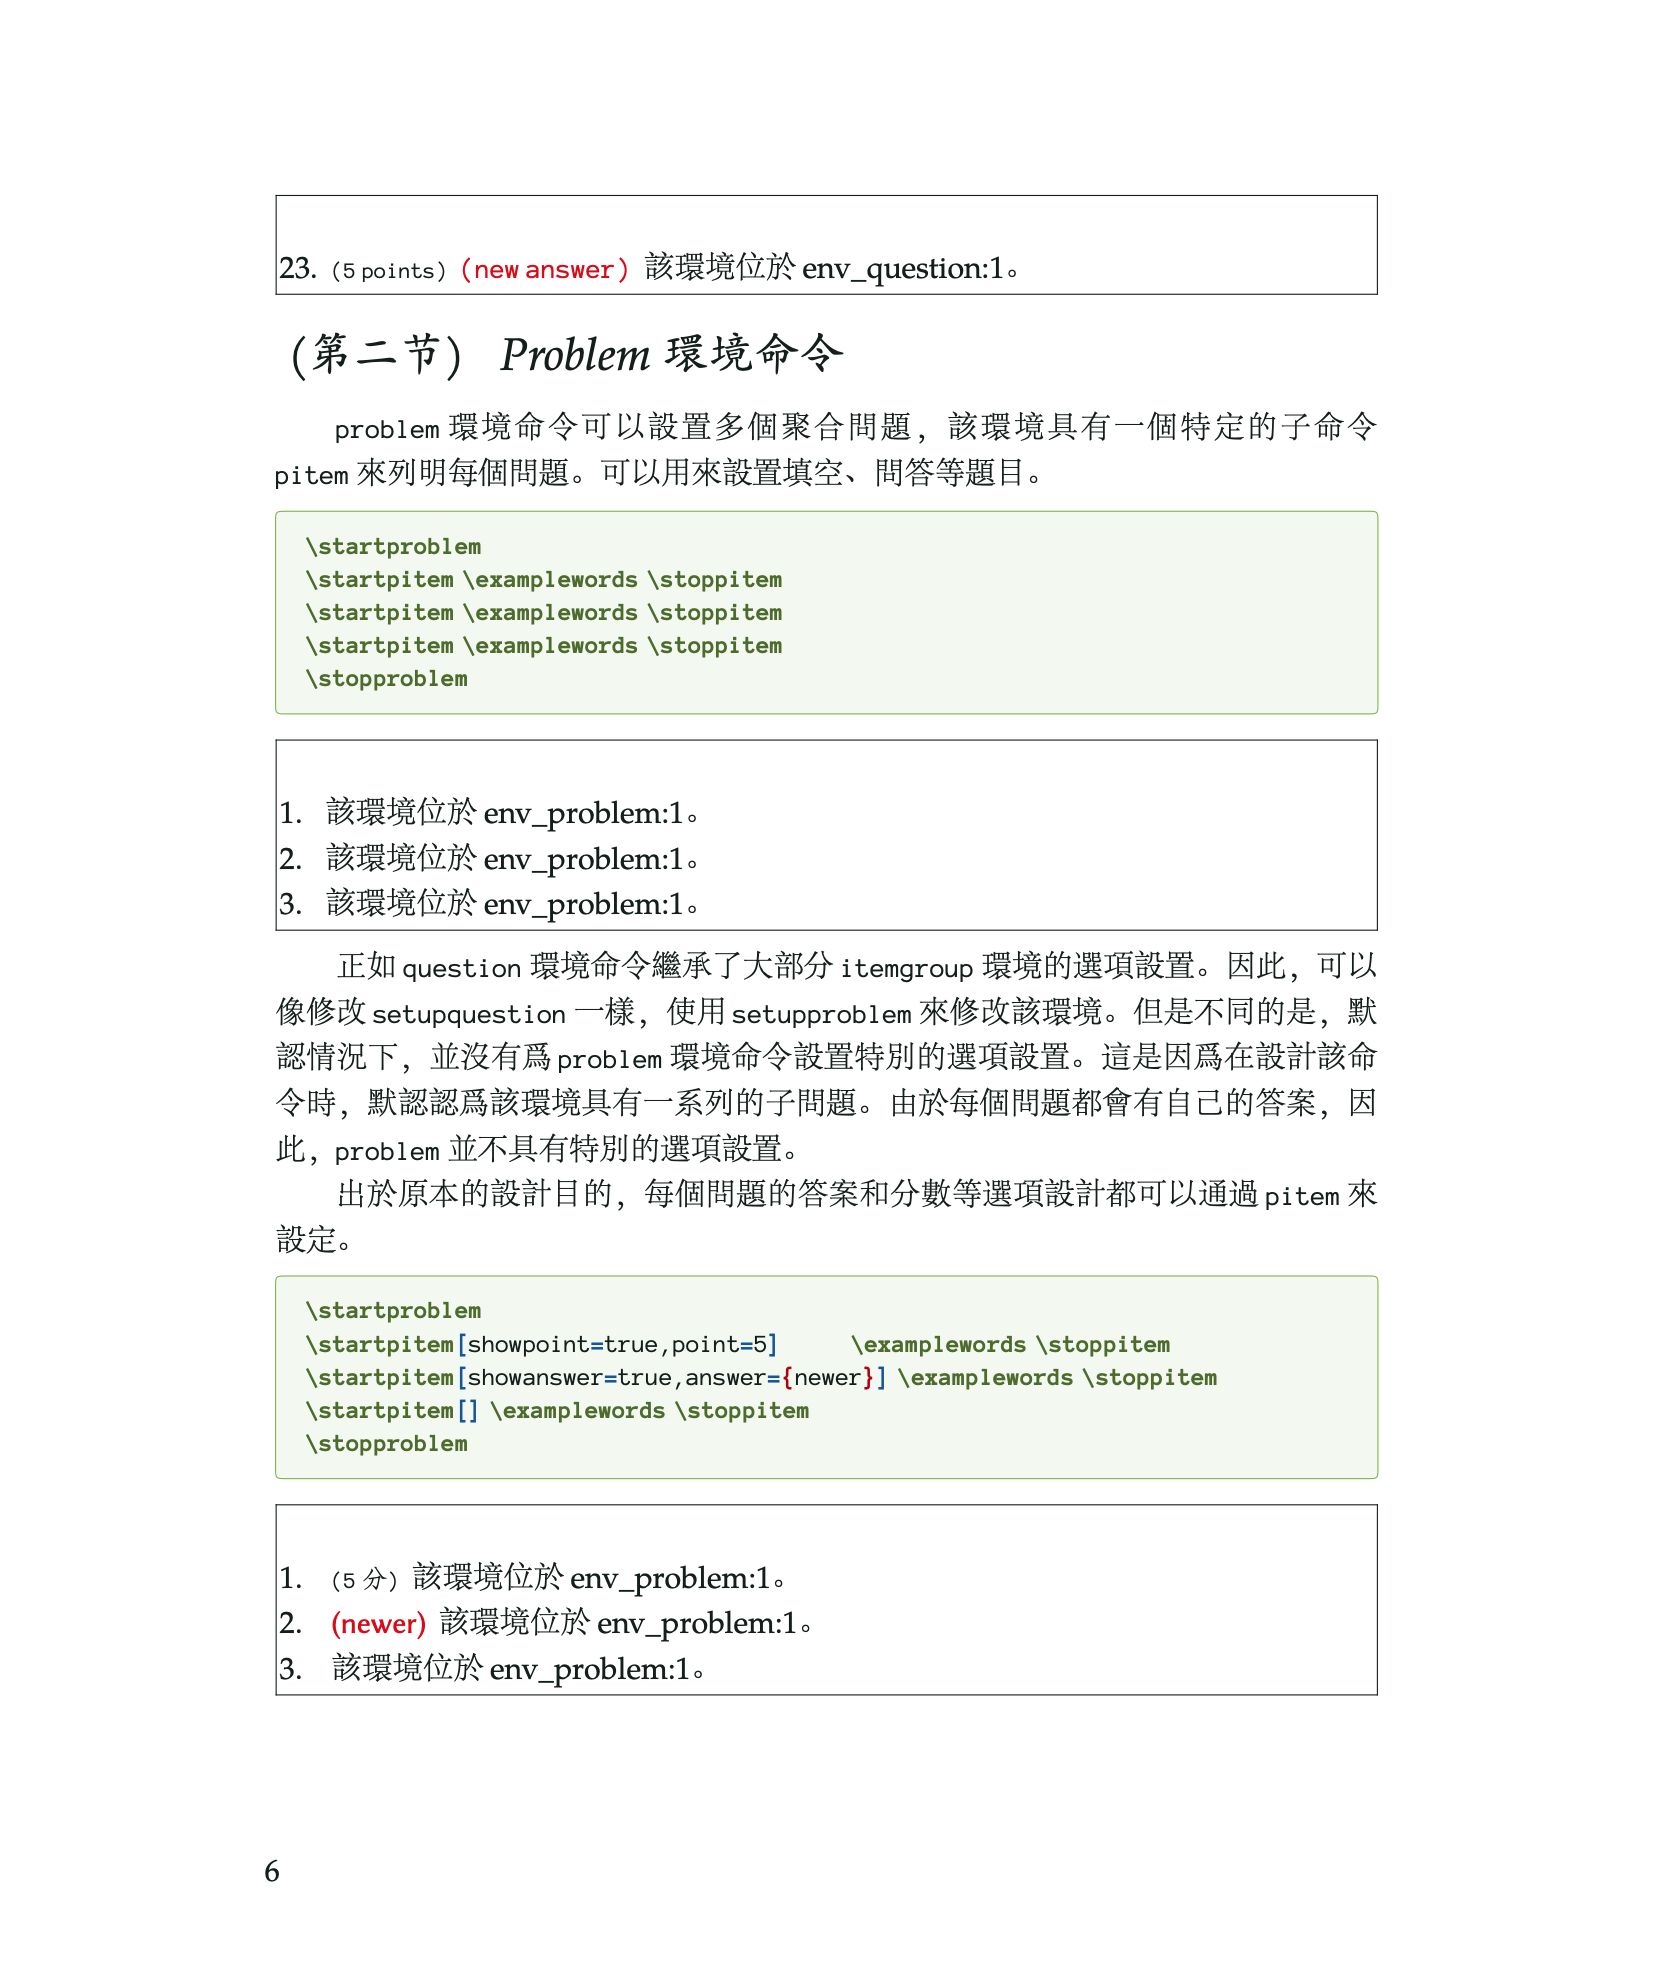 23. (5 points) (new answer) 該環境位於 env_question:1。
(第二节) Problem 環境命令
problem 環境命令可以設置多個聚合問題，該環境具有一個特定的子命令
pitem 來列明每個問題。可以用來設置填空、問答等題目。
\startproblem
\startpitem \examplewords \stoppitem
\startpitem \examplewords \stoppitem
\startpitem \examplewords \stoppitem
\stopproblem
1. 該環境位於 env_problem:1。
2. 該環境位於 env_problem:1。
3. 該環境位於 env_problem:1。
正如 question 環境命令繼承了大部分 itemgroup 環境的選項設置。因此，可以
像修改 setupquestion 一樣，使用 setupproblem 來修改該環境。但是不同的是，默
認情況下，並沒有爲 problem 環境命令設置特別的選項設置。這是因爲在設計該命
令時，默認認爲該環境具有一系列的子問題。由於每個問題都會有自己的答案，因
此，problem 並不具有特別的選項設置。
出於原本的設計目的，每個問題的答案和分數等選項設計都可以通過 pitem 來
設定。
\startproblem
\startpitem[showpoint=true,point=5] \examplewords \stoppitem
\startpitem[showanswer=true,answer={newer}] \examplewords \stoppitem
\startpitem[] \examplewords \stoppitem
\stopproblem
1. (5 分) 該環境位於 env_problem:1。
2. (newer) 該環境位於 env_problem:1。
3. 該環境位於 env_problem:1。
6